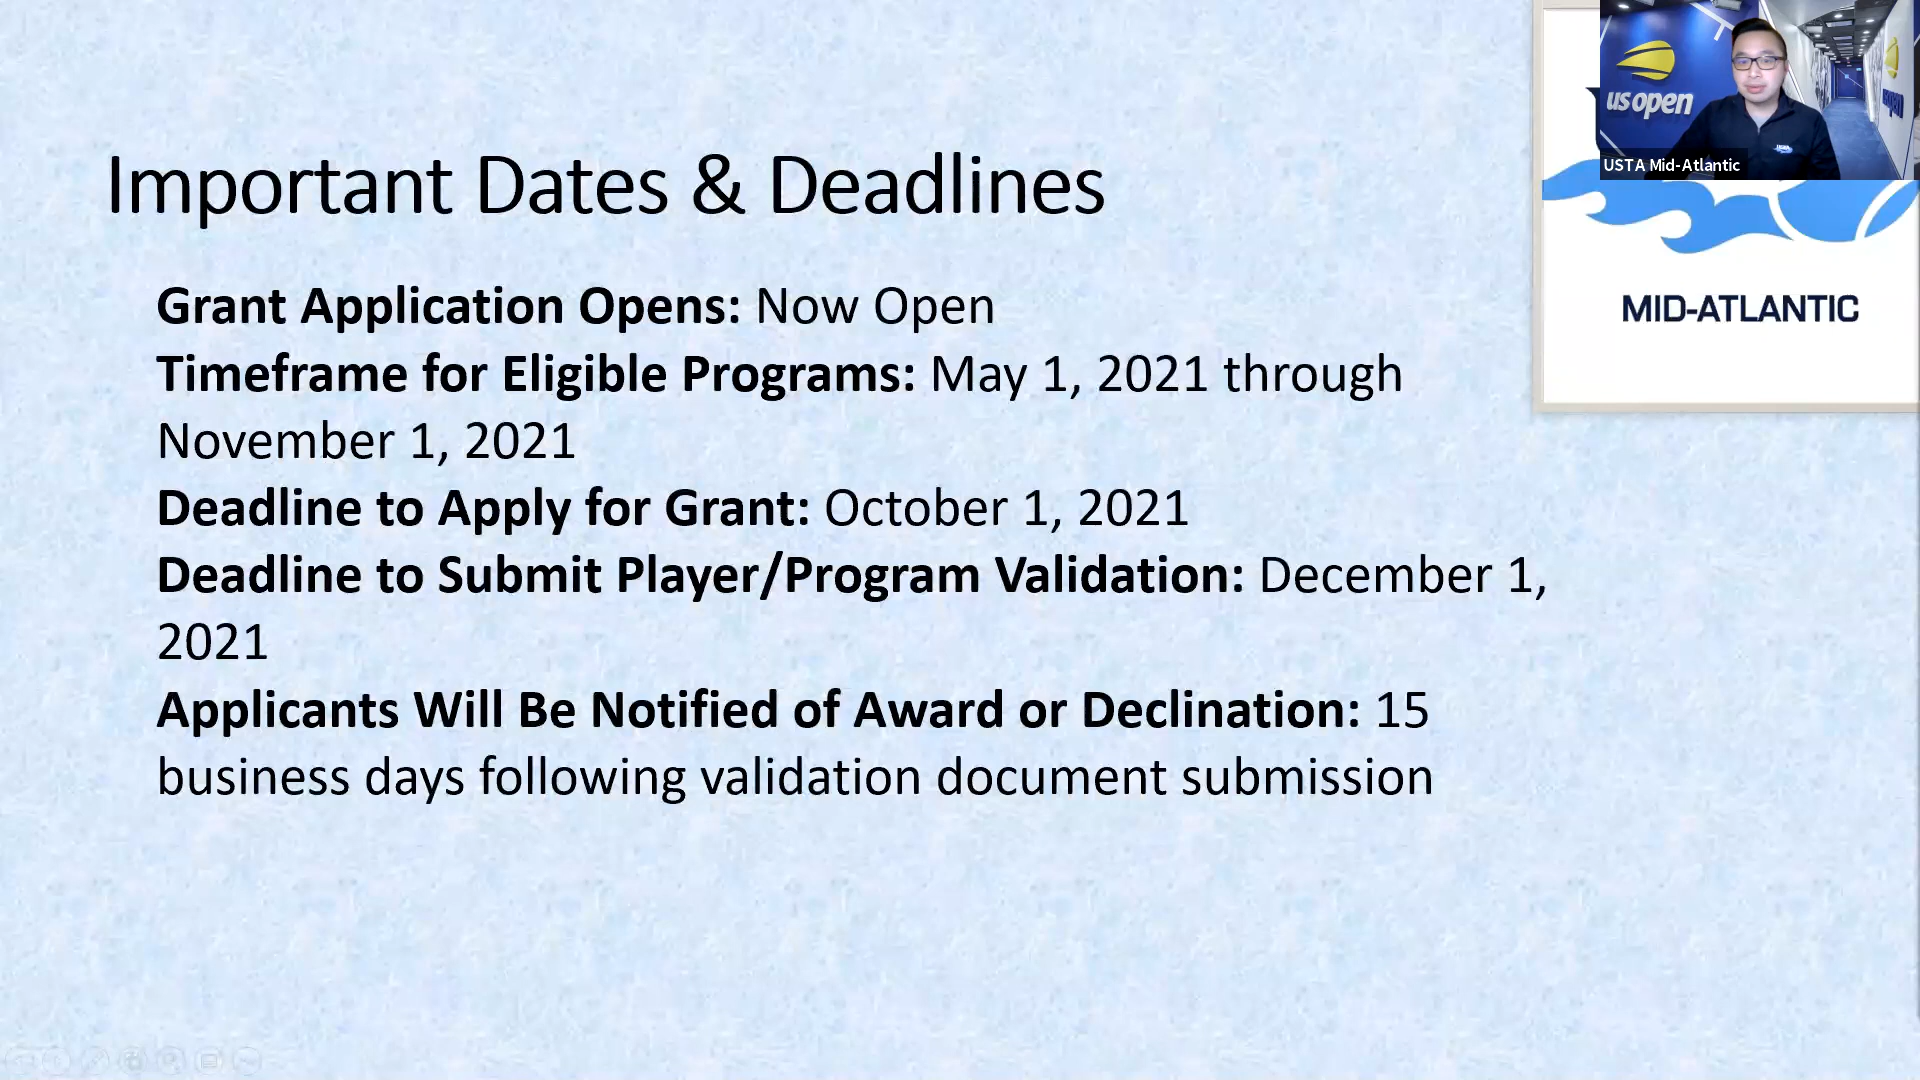 Important Dates & Deadlines
Grant Application Opens: Now Open
Timeframe for Eligible Programs: May 1, 2021 through
November 1, 2021
Deadline to Apply for Grant: October 1, 2021
Deadline to Submit Player/Program Validation: December 1,
2021
Applicants Will Be Notified of Award or Declination: 15
business days following validation document submission
us open
USTA Mid-Atlantic
MID-ATLANTIC